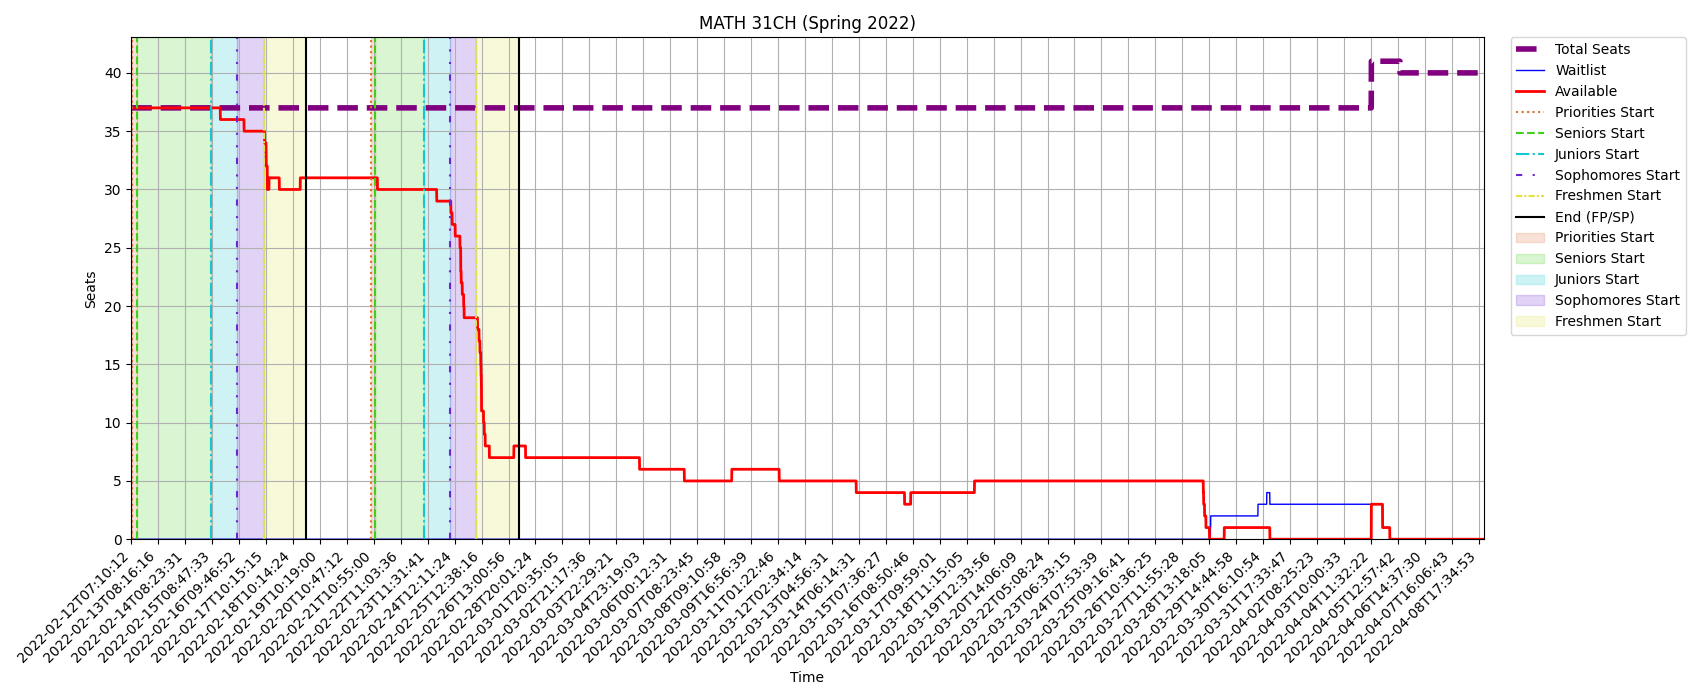 MATH 31CH (Spring 2022)
Seats
40
35
30
25
20
15
10
5
0
2022-02-12T07:10:12
2022-02-13T08:16:16
2022-02-14T08:23:31
2022-02-15T08:47:33
2022-02-16T09:46:52
2022-02-17T10:15:15
2022-02-18T10:14:24
2022-02-19T10:19:00
2022-02-20T10:47:12
2022-02-21T10:55:00
2022-02-22T11:03:36
2022-02-23T11:31:41
2022-02-24T12:11:24
2022-02-25T12:38:16
2022-02-26T13:00:56
2022-02-28T20:01:24
2022-03-01T20:35:05
2022-03-02T21:17:36
2022-03-03T22:29:21
2022-03-04T23:19:03
2022-03-06T00:12:31
2022-03-07T08:23:45
2022-03-08T09:10:58
2022-03-09T16:56:39
2022-03-11T01:22:46
2022-03-12T02:34:14
2022-03-13T04:56:31
2022-03-14T06:14:31
2022-03-15T07:36:27
2022-03-16T08:50:46
2022-03-17T09:59:01
2022-03-18T11:15:05
2022-03-19T12:33:56
2022-03-20T14:06:09
2022-03-22T05:08:24
2022-03-23T06:33:15
2022-03-24T07:53:39
2022-03-25T09:16:41
2022-03-26T10:36:25
2022-03-27T11:55:28
2022-03-28T13:18:05
2022-03-29T14:44:58
2022-03-30T16:10:54
2022-03-31T17:33:47
2022-04-02T08:25:23
2022-04-03T10:00:33
2022-04-04T11:32:22
2022-04-05T12:57:42
2022-04-06T14:37:30
2022-04-07T16:06:43
2022-04-08T17:34:53
Time
Total Seats
Waitlist
Available
Priorities Start
Seniors Start
Juniors Start
Sophomores Start
Freshmen Start
End (FP/SP)
Priorities Start
Seniors Start
Juniors Start
Sophomores Start
Freshmen Start